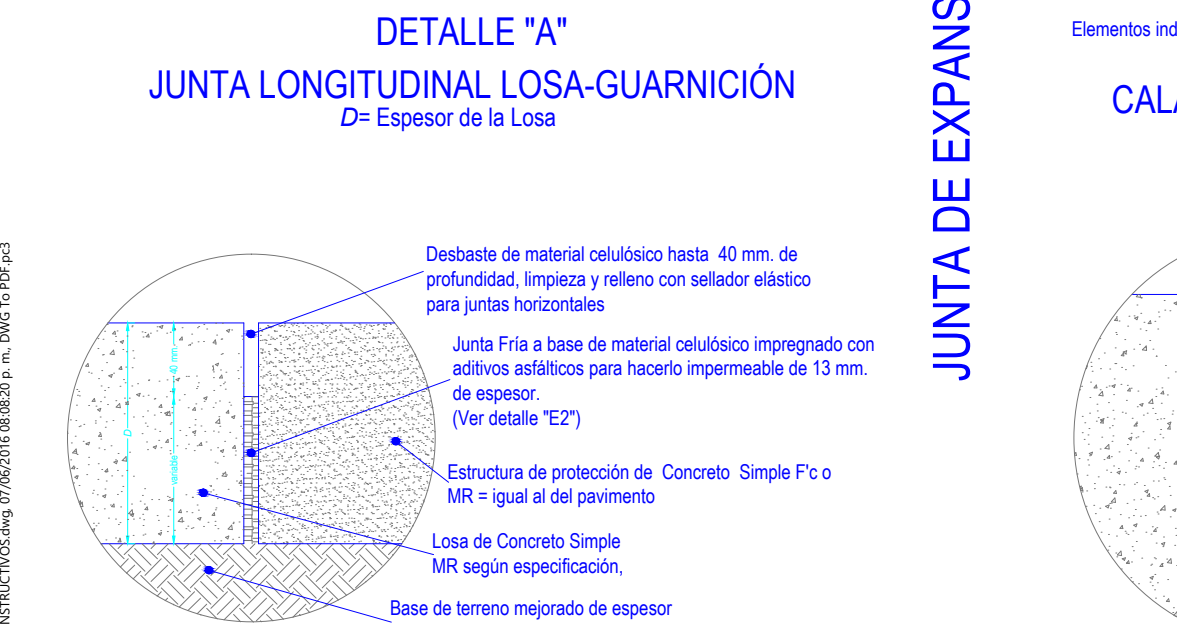 DETALLE "A"
JUNTA LONGITUDINAL LOSA-GUARNICIÓN
D= Espesor de la Losa
Desbaste de material celulósico hasta 40 mm. de
profundidad, limpieza y relleno con sellador elástico
para juntas horizontales
Junta Fría a base de material celulósico impregnado con
aditivos asfálticos para hacerlo impermeable de 13 mm.
de espesor.
(Ver detalle "E2")
Estructura de protección de Concreto Simple F'c o
MR = igual al del pavimento
Losa de Concreto Simple
MR según especificación,
Base de terreno mejorado de espesor
D
40 mm.
variable
NSTRUCTIVOS.dwg, 07/06/2016 08:08:20 p. m., DWG To PDF.pc3
JUNTA DE EXPANS
Elementos ind
CALA